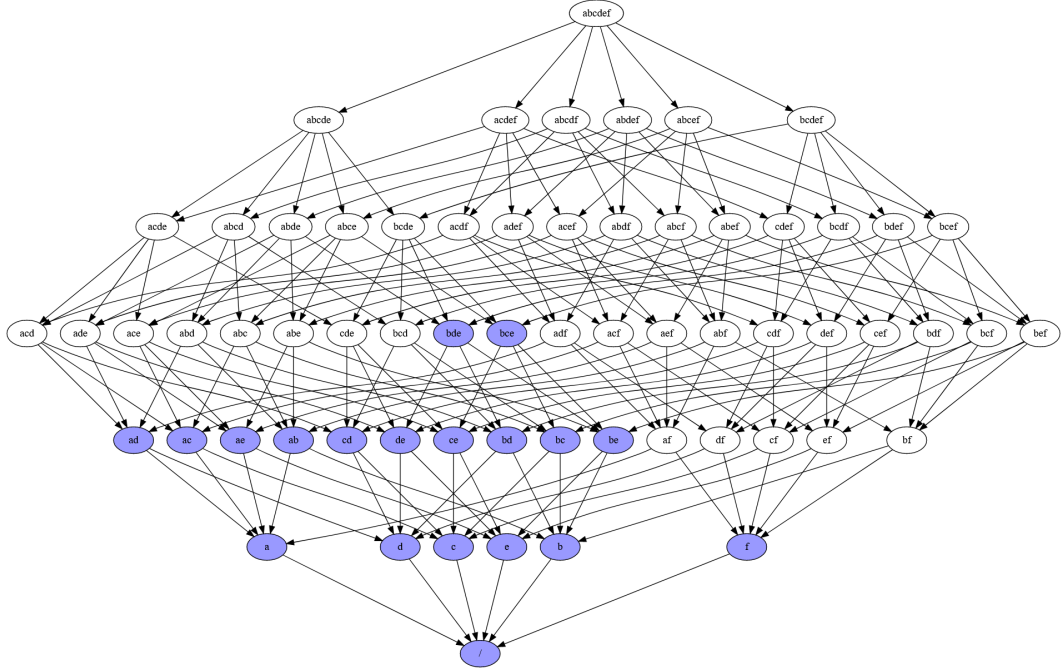 abcdef
abcde acdef abcdf abdef abcef bcdef
acde abcd abde abce bcde acdf adef acef abdf abcf abef cdef bcdf bdef bcef
acd ade ace abd abc abe cde bcd bde bce adf acf aef abf cdf def cef bdf bcf bef
ad ac ae ab cd de ce bd bc be af df cf ef bf
a d c e b f
/